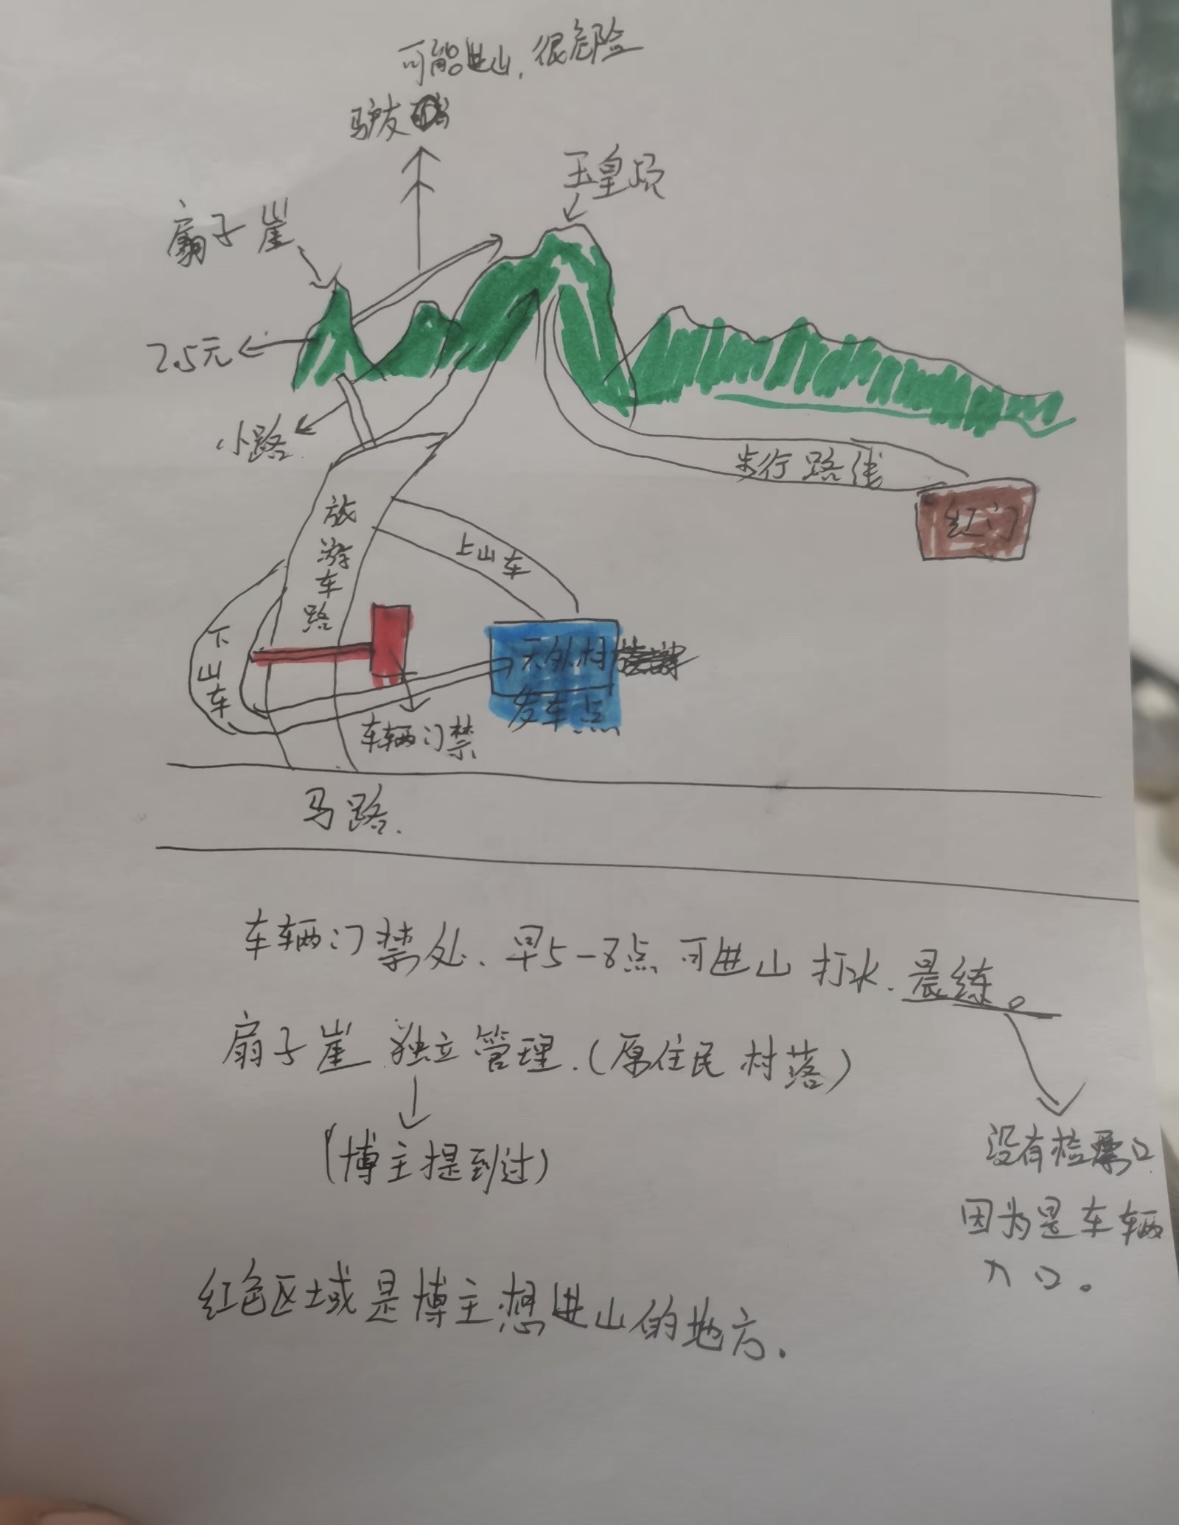 可能进山，很危险
驴友
玉皇顶
扇子崖
25元
小路
步行路线
红门
旅游车路
上山车
下山车
天外村
发车点
车辆门禁
马路.
车辆门禁处、早5-8点可进山打水.晨练。
扇子崖 独立管理.(原住民村落)
(博主提到过)
没有检票口
因为是车辆
入口。
红色区域是博主想进山的地方.